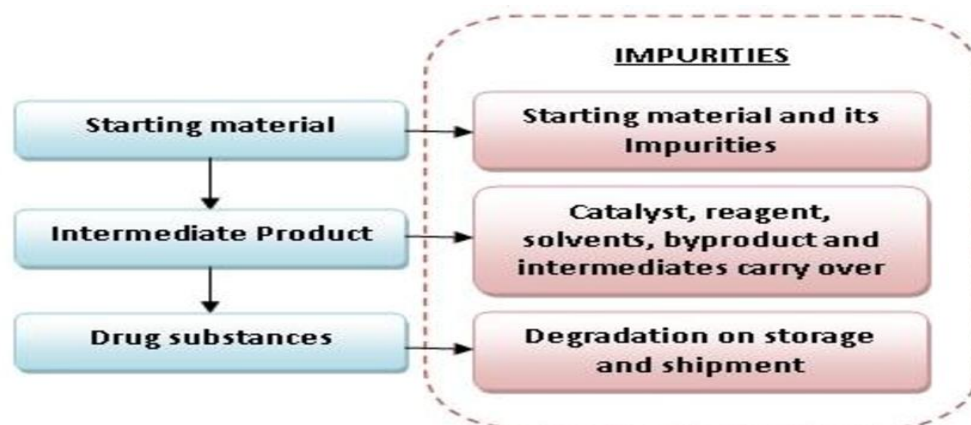 IMPURITIES
Starting material
Starting material and its
Impurities
Intermediate Product
Catalyst, reagent,
solvents, byproduct and
intermediates carry over
Drug substances
Degradation on storage
and shipment